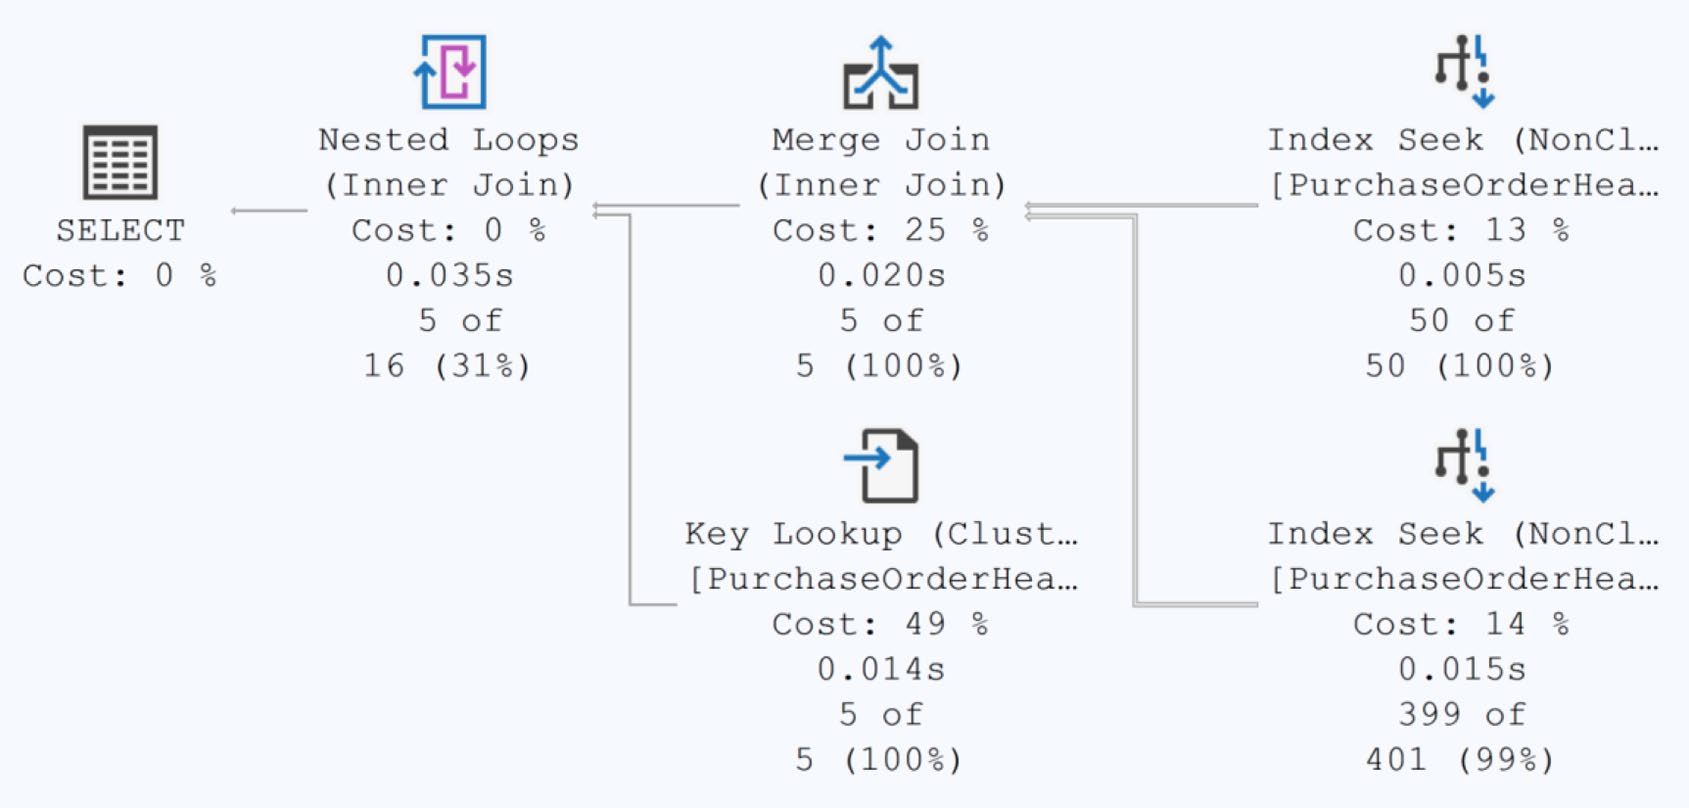 SELECT
Cost: 0 %
Nested Loops
(Inner Join)
Cost: 0 %
0.035s
5 of
16 (31%)
Merge Join
(Inner Join)
Cost: 25 %
0.020s
5 of
5 (100%)
Index Seek (NonCl…
[PurchaseOrderHea…
Cost: 13 %
0.005s
50 of
50 (100%)
Key Lookup (Clust…
[PurchaseOrderHea…
Cost: 49 %
0.014s
5 of
5 (100%)
Index Seek (NonCl…
[PurchaseOrderHea…
Cost: 14 %
0.015s
399 of
401 (99%)